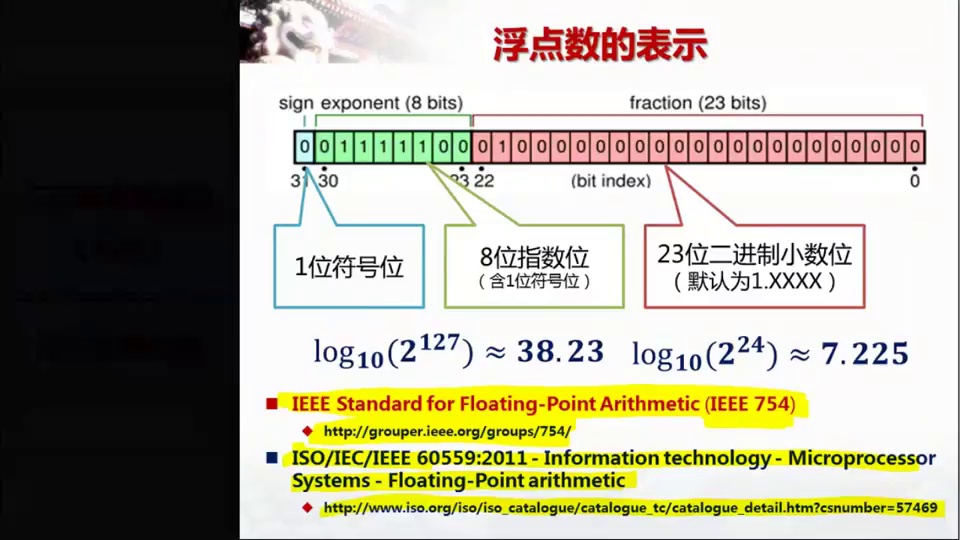 浮点数的表示
sign exponent (8 bits) fraction (23 bits)
0 0 1 1 1 1 1 0 0 0 1 0 0 0 0 0 0 0 0 0 0 0 0 0 0 0 0 0 0 0 0 0
31 30 23 22 (bit index) 0
1位符号位
8位指数位
（含1位符号位）
23位二进制小数位
（默认为1.XXXX）
log10(2^127) ≈ 38.23 log10(2^24) ≈ 7.225
IEEE Standard for Floating-Point Arithmetic (IEEE 754)
http://grouper.ieee.org/groups/754/
ISO/IEC/IEEE 60559:2011 - Information technology - Microprocessor
Systems - Floating-Point arithmetic
http://www.iso.org/iso/iso_catalogue/catalogue_tc/catalogue_detail.htm?csnumber=57469